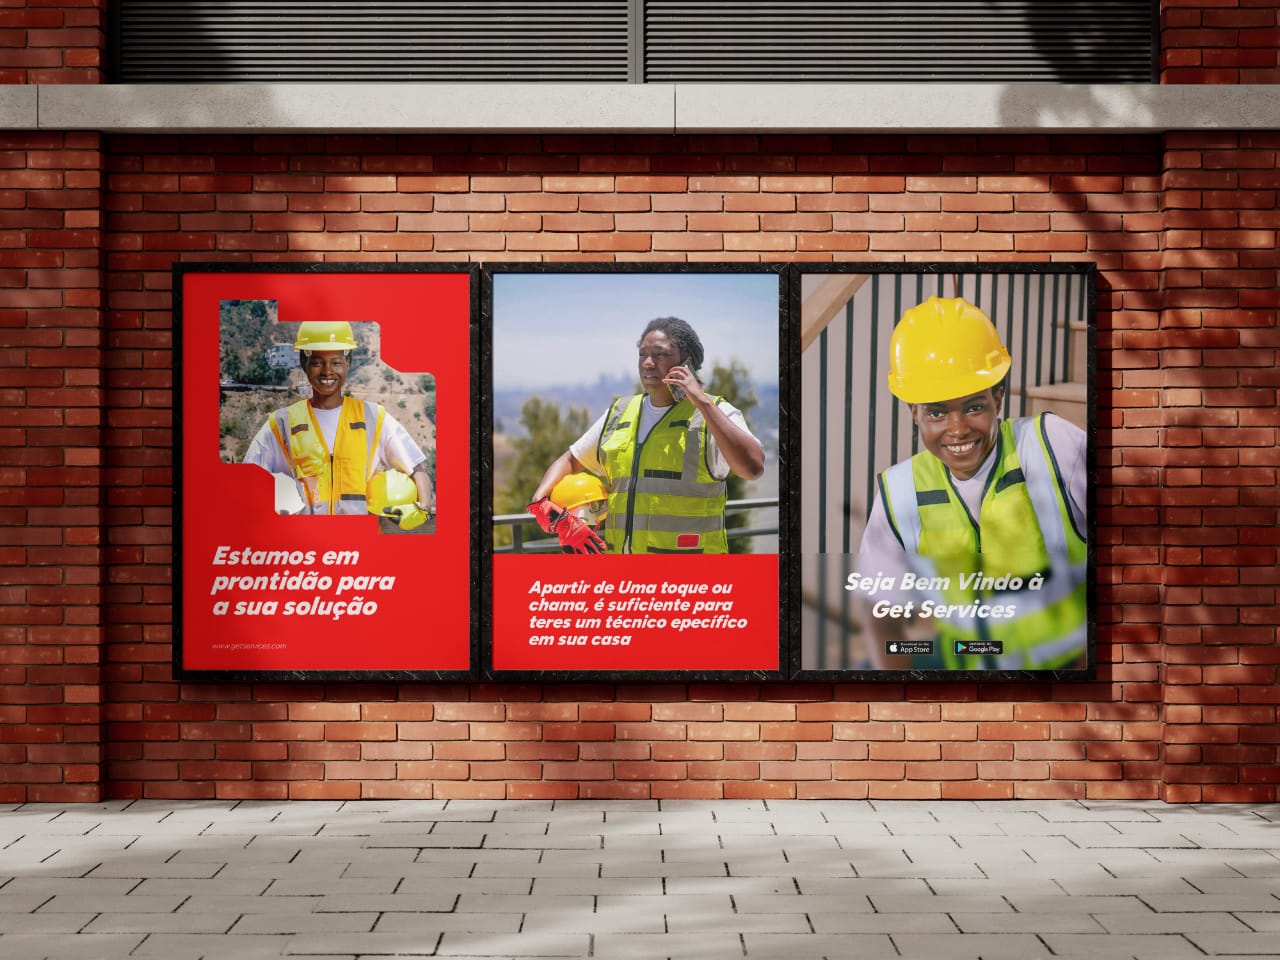 Estamos em
prontidão para
a sua solução
www.getservices.com
Apartir de Uma toque ou
chama, é suficiente para
teres um técnico epecífico
em sua casa
Seja Bem Vindo à
Get Services
App Store
Google Play